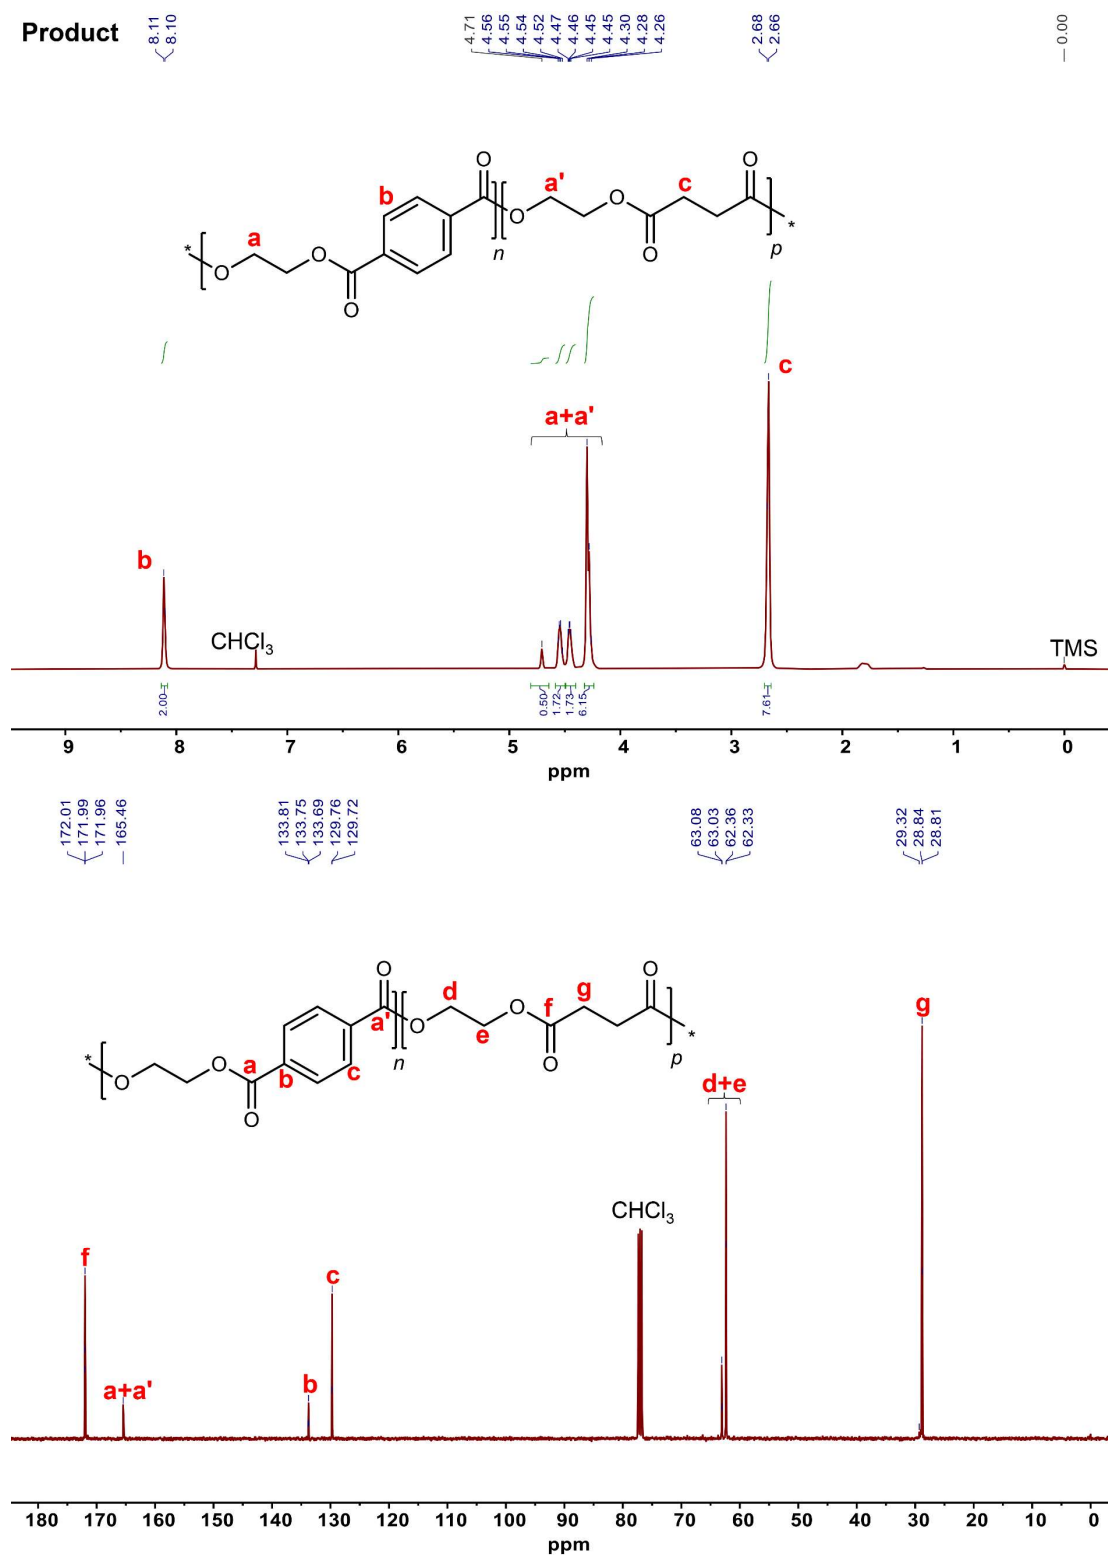 Product
8.11
8.10
4.71
4.56
4.55
4.54
4.52
4.47
4.46
4.45
4.45
4.30
4.28
4.26
2.68
2.66
0.00
O
b
a'
O
c
O
a
O
n
O
O
p
*
*
O
O
O
c
a+a'
b
CHCl₃
TMS
2.00
0.50
1.72
1.73
6.15
7.61
9 8 7 6 5 4 3 2 1 0
ppm
172.01
171.99
171.96
165.46
133.81
133.75
133.69
129.76
129.72
63.08
63.03
62.36
62.33
29.32
28.84
28.81
O
d
O
f
g
O
g
a'
O
e
n
O
p
*
*
O
O
a
b
c
O
d+e
CHCl₃
f
c
a+a'
b
180 170 160 150 140 130 120 110 100 90 80 70 60 50 40 30 20 10 0
ppm